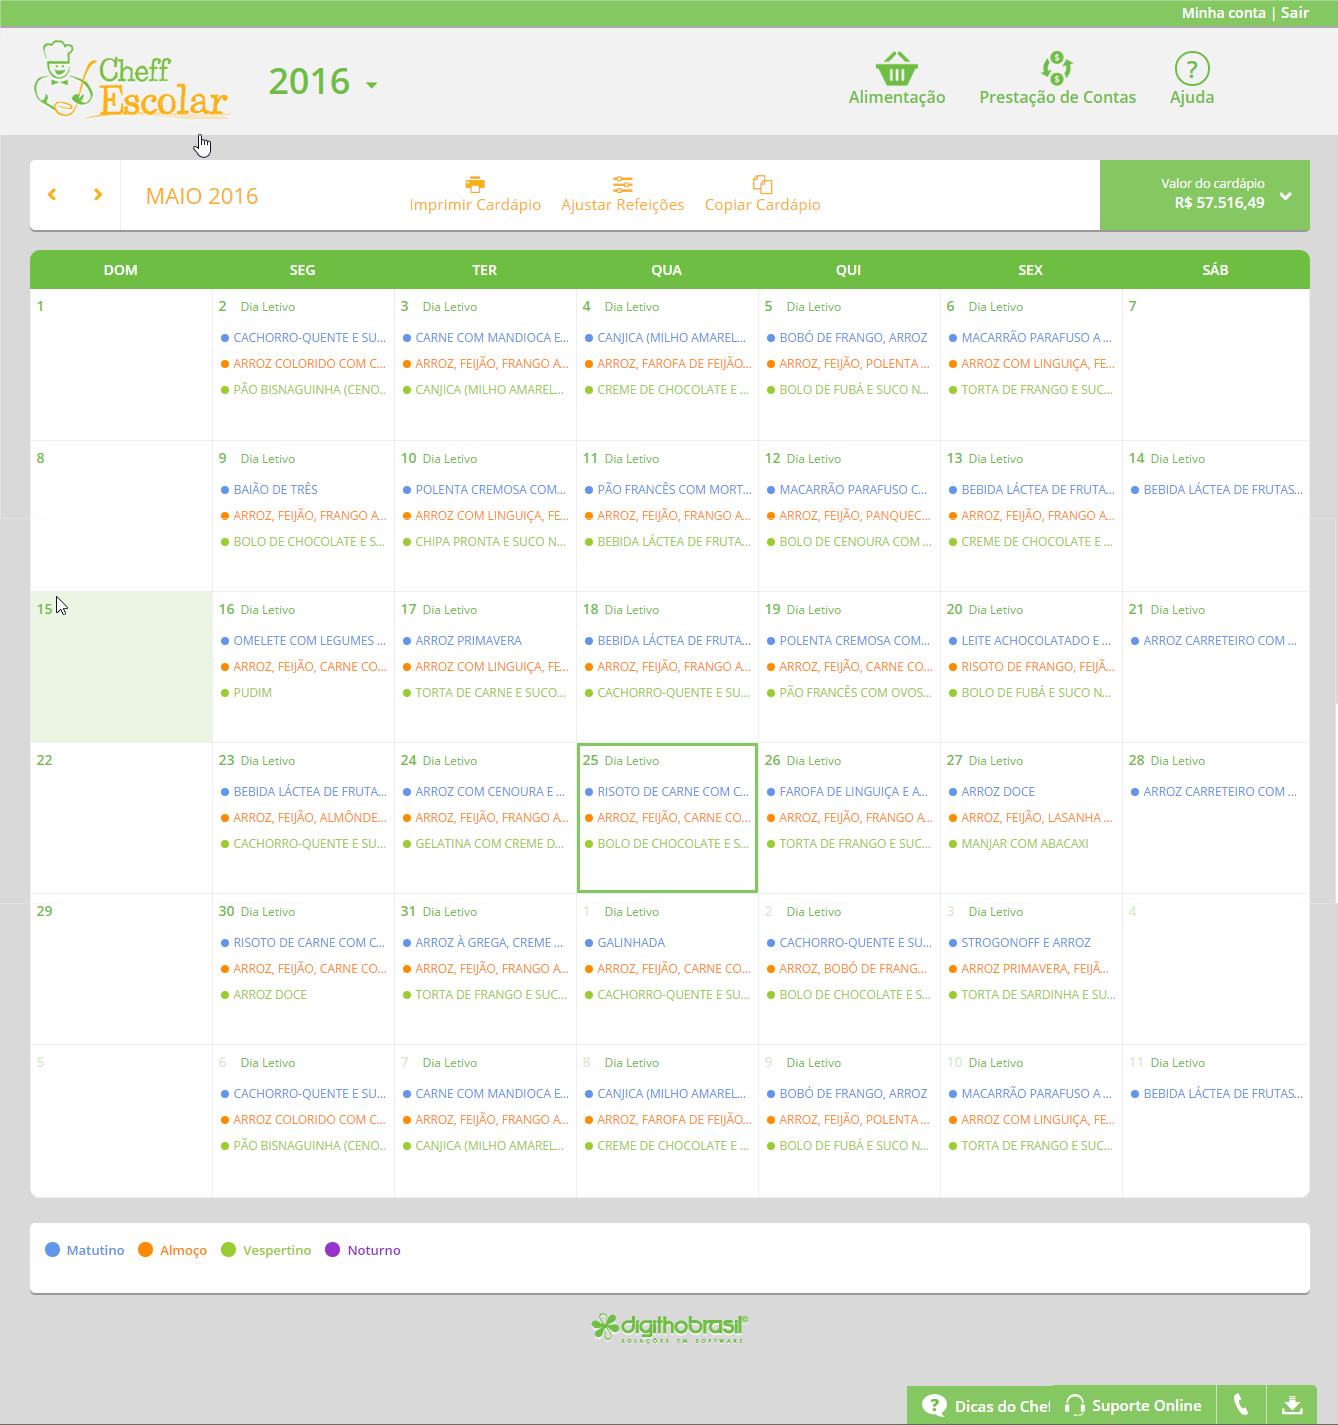 Minha conta | Sair
Cheff
Escolar
2016
Alimentação
Prestação de Contas
?
Ajuda
MAIO 2016
Imprimir Cardápio
Ajustar Refeições
Copiar Cardápio
Valor do cardápio
R$ 57.516,49
DOM SEG TER QUA QUI SEX SÁB
1
2 Dia Letivo
CACHORRO-QUENTE E SU...
ARROZ COLORIDO COM C...
PÃO BISNAGUINHA (CENO...
3 Dia Letivo
CARNE COM MANDIOCA E...
ARROZ, FEIJÃO, FRANGO A...
CANJICA (MILHO AMAREL...
4 Dia Letivo
CANJICA (MILHO AMAREL...
ARROZ, FAROFA DE FEIJÃO...
CREME DE CHOCOLATE E ...
5 Dia Letivo
BOBÓ DE FRANGO, ARROZ
ARROZ, FEIJÃO, POLENTA ...
BOLO DE FUBÁ E SUCO N...
6 Dia Letivo
MACARRÃO PARAFUSO A ...
ARROZ COM LINGUIÇA, FE...
TORTA DE FRANGO E SUC...
7
8
9 Dia Letivo
BAIÃO DE TRÊS
ARROZ, FEIJÃO, FRANGO A...
BOLO DE CHOCOLATE E S...
10 Dia Letivo
POLENTA CREMOSA COM...
ARROZ COM LINGUIÇA, FE...
CHIPA PRONTA E SUCO N...
11 Dia Letivo
PÃO FRANCÊS COM MORT...
ARROZ, FEIJÃO, FRANGO A...
BEBIDA LÁCTEA DE FRUTA...
12 Dia Letivo
MACARRÃO PARAFUSO C...
ARROZ, FEIJÃO, PANQUEC...
BOLO DE CENOURA COM ...
13 Dia Letivo
BEBIDA LÁCTEA DE FRUTA...
ARROZ, FEIJÃO, FRANGO A...
CREME DE CHOCOLATE E ...
14 Dia Letivo
BEBIDA LÁCTEA DE FRUTAS...
15
16 Dia Letivo
OMELETE COM LEGUMES ...
ARROZ, FEIJÃO, CARNE CO...
PUDIM
17 Dia Letivo
ARROZ PRIMAVERA
ARROZ COM LINGUIÇA, FE...
TORTA DE CARNE E SUCO...
18 Dia Letivo
BEBIDA LÁCTEA DE FRUTA...
ARROZ, FEIJÃO, FRANGO A...
CACHORRO-QUENTE E SU...
19 Dia Letivo
POLENTA CREMOSA COM...
ARROZ, FEIJÃO, CARNE CO...
PÃO FRANCÊS COM OVOS...
20 Dia Letivo
LEITE ACHOCOLATADO E ...
RISOTO DE FRANGO, FEIJÃ...
BOLO DE FUBÁ E SUCO N...
21 Dia Letivo
ARROZ CARRETEIRO COM ...
22
23 Dia Letivo
BEBIDA LÁCTEA DE FRUTA...
ARROZ, FEIJÃO, ALMÔNDE...
CACHORRO-QUENTE E SU...
24 Dia Letivo
ARROZ COM CENOURA E ...
ARROZ, FEIJÃO, FRANGO A...
GELATINA COM CREME D...
25 Dia Letivo
RISOTO DE CARNE COM C...
ARROZ, FEIJÃO, CARNE CO...
BOLO DE CHOCOLATE E S...
26 Dia Letivo
FAROFA DE LINGUIÇA E A...
ARROZ, FEIJÃO, FRANGO A...
TORTA DE FRANGO E SUC...
27 Dia Letivo
ARROZ DOCE
ARROZ, FEIJÃO, LASANHA ...
MANJAR COM ABACAXI
28 Dia Letivo
ARROZ CARRETEIRO COM ...
29
30 Dia Letivo
RISOTO DE CARNE COM C...
ARROZ, FEIJÃO, CARNE CO...
ARROZ DOCE
31 Dia Letivo
ARROZ À GREGA, CREME ...
ARROZ, FEIJÃO, FRANGO A...
TORTA DE FRANGO E SUC...
1 Dia Letivo
GALINHADA
ARROZ, FEIJÃO, CARNE CO...
CACHORRO-QUENTE E SU...
2 Dia Letivo
CACHORRO-QUENTE E SU...
ARROZ, BOBÓ DE FRANG...
BOLO DE CHOCOLATE E S...
3 Dia Letivo
STROGONOFF E ARROZ
ARROZ PRIMAVERA, FEIJÃ...
TORTA DE SARDINHA E SU...
4
5
6 Dia Letivo
CACHORRO-QUENTE E SU...
ARROZ COLORIDO COM C...
PÃO BISNAGUINHA (CENO...
7 Dia Letivo
CARNE COM MANDIOCA E...
ARROZ, FEIJÃO, FRANGO A...
CANJICA (MILHO AMAREL...
8 Dia Letivo
CANJICA (MILHO AMAREL...
ARROZ, FAROFA DE FEIJÃO...
CREME DE CHOCOLATE E ...
9 Dia Letivo
BOBÓ DE FRANGO, ARROZ
ARROZ, FEIJÃO, POLENTA ...
BOLO DE FUBÁ E SUCO N...
10 Dia Letivo
MACARRÃO PARAFUSO A ...
ARROZ COM LINGUIÇA, FE...
TORTA DE FRANGO E SUC...
11 Dia Letivo
BEBIDA LÁCTEA DE FRUTAS...
Matutino Almoço Vespertino Noturno
digithobrasil®
SOLUÇÕES EM SOFTWARE
? Dicas do Chef
Suporte Online